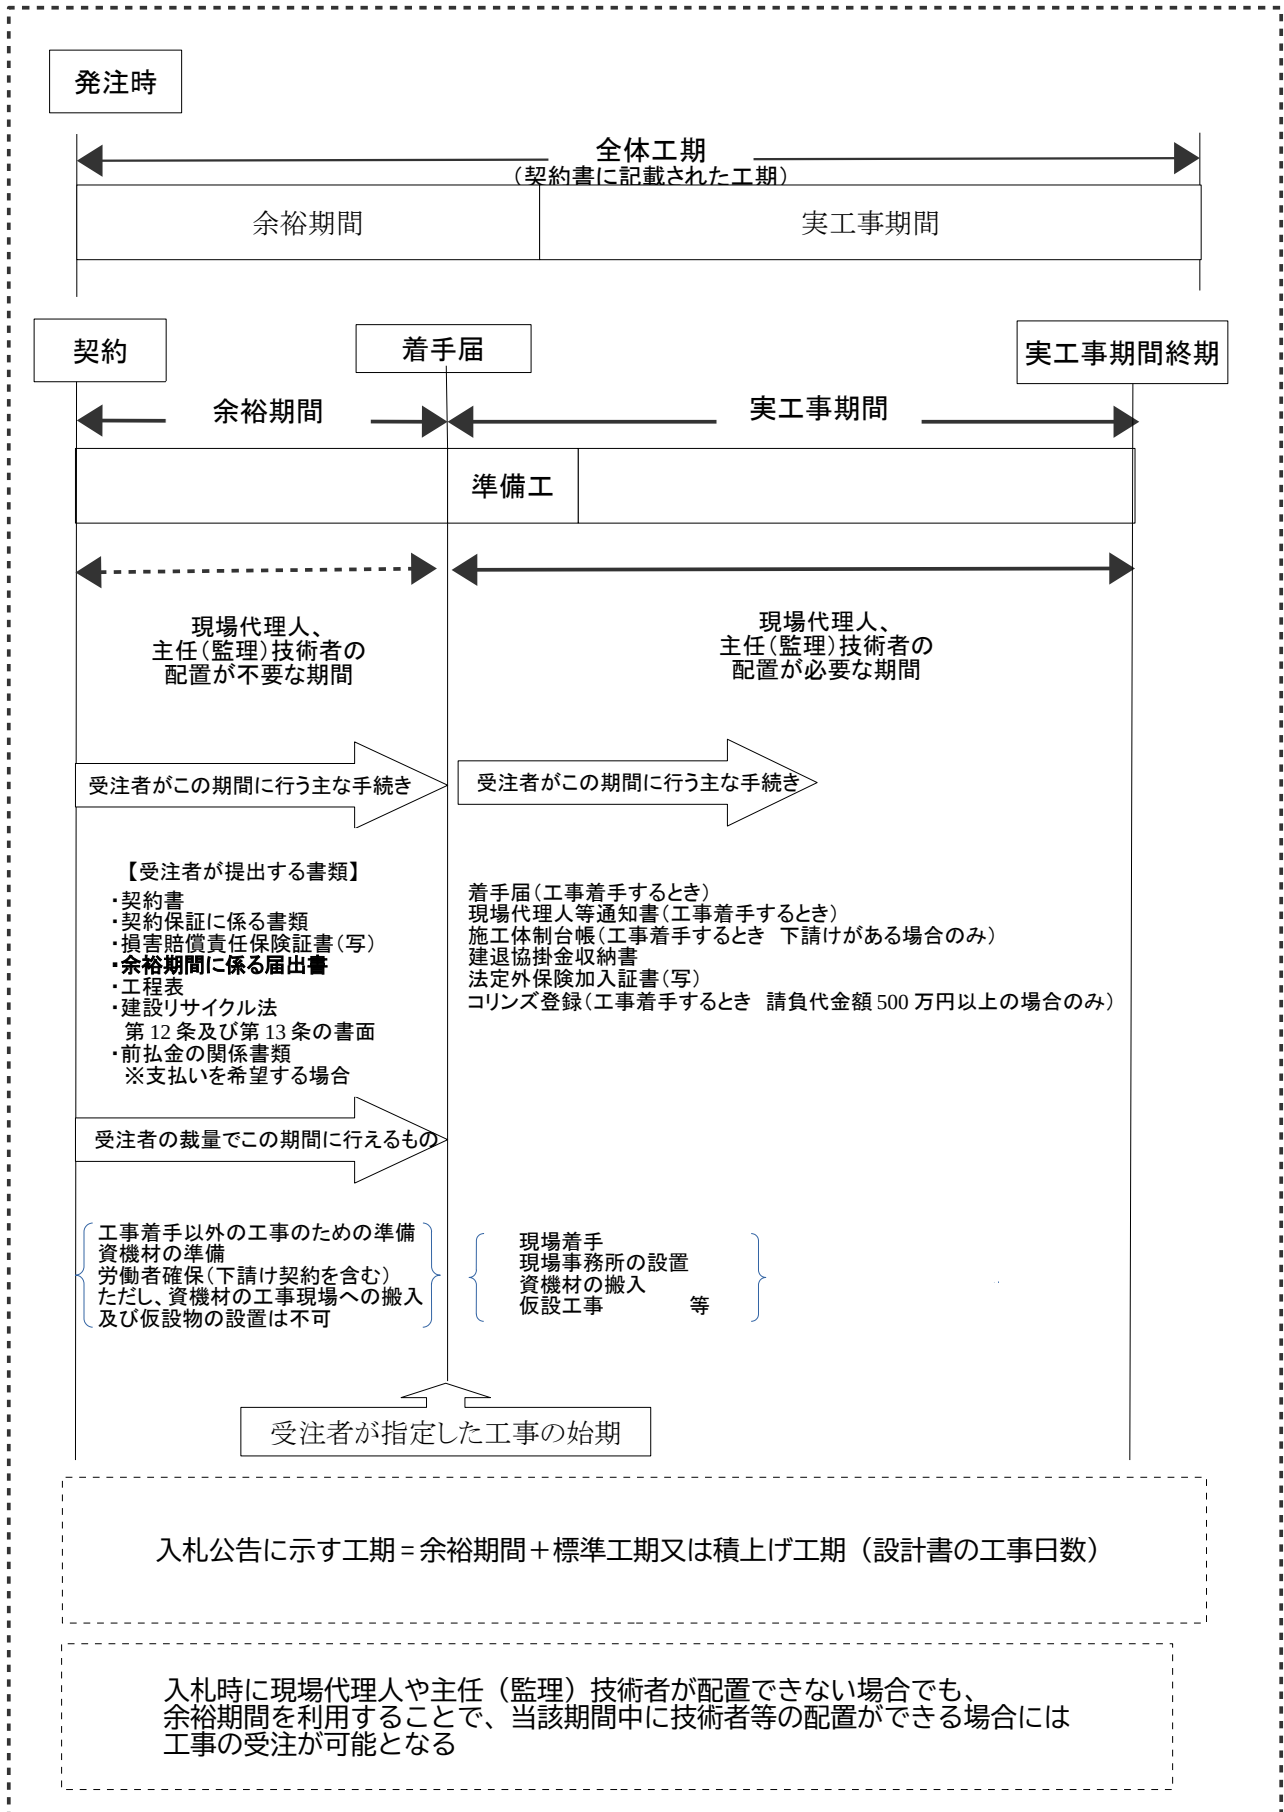 発注時
全体工期
（契約書に記載された工期）
余裕期間
実工事期間
契約
着手届
実工事期間終期
余裕期間
実工事期間
準備工
現場代理人、
主任（監理）技術者の
配置が不要な期間
現場代理人、
主任（監理）技術者の
配置が必要な期間
受注者がこの期間に行う主な手続き
受注者がこの期間に行う主な手続き
【受注者が提出する書類】
・契約書
・契約保証に係る書類
・損害賠償責任保険証書（写）
・余裕期間に係る届出書
・工程表
・建設リサイクル法
第 12 条及び第 13 条の書面
・前払金の関係書類
※支払いを希望する場合
着手届（工事着手するとき）
現場代理人等通知書（工事着手するとき）
施工体制台帳（工事着手するとき　下請けがある場合のみ）
建退協掛金収納書
法定外保険加入証書（写）
コリンズ登録（工事着手するとき　請負代金額 500 万円以上の場合のみ）
受注者の裁量でこの期間に行えるもの
工事着手以外の工事のための準備
資機材の準備
労働者確保（下請け契約を含む）
ただし、資機材の工事現場への搬入
及び仮設物の設置は不可
現場着手
現場事務所の設置
資機材の搬入
仮設工事　　　　等
受注者が指定した工事の始期
入札公告に示す工期＝余裕期間＋標準工期又は積上げ工期（設計書の工事日数）
入札時に現場代理人や主任（監理）技術者が配置できない場合でも、
余裕期間を利用することで、当該期間中に技術者等の配置ができる場合には
工事の受注が可能となる